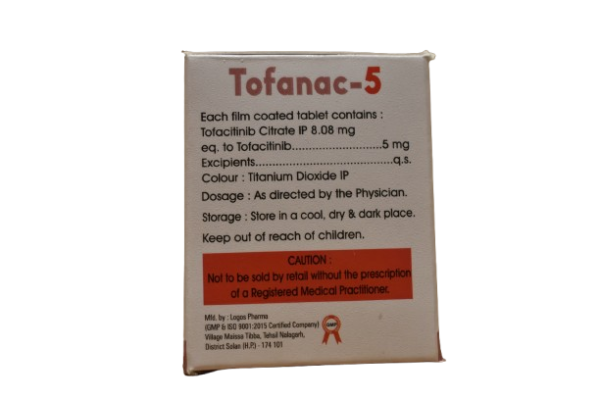 Tofanac-5
Each film coated tablet contains :
Tofacitinib Citrate IP 8.08 mg
eq. to Tofacitinib...........................5 mg
Excipients.........................................q.s.
Colour : Titanium Dioxide IP
Dosage : As directed by the Physician.
Storage : Store in a cool, dry & dark place.
Keep out of reach of children.
CAUTION :
Not to be sold by retail without the prescription
of a Registered Medical Practitioner.
Mfd. by : Logos Pharma
(GMP & ISO 9001:2015 Certified Company)
Village Malssa Tibba, Tehsil Nalagarh,
District Solan (H.P.) - 174 101